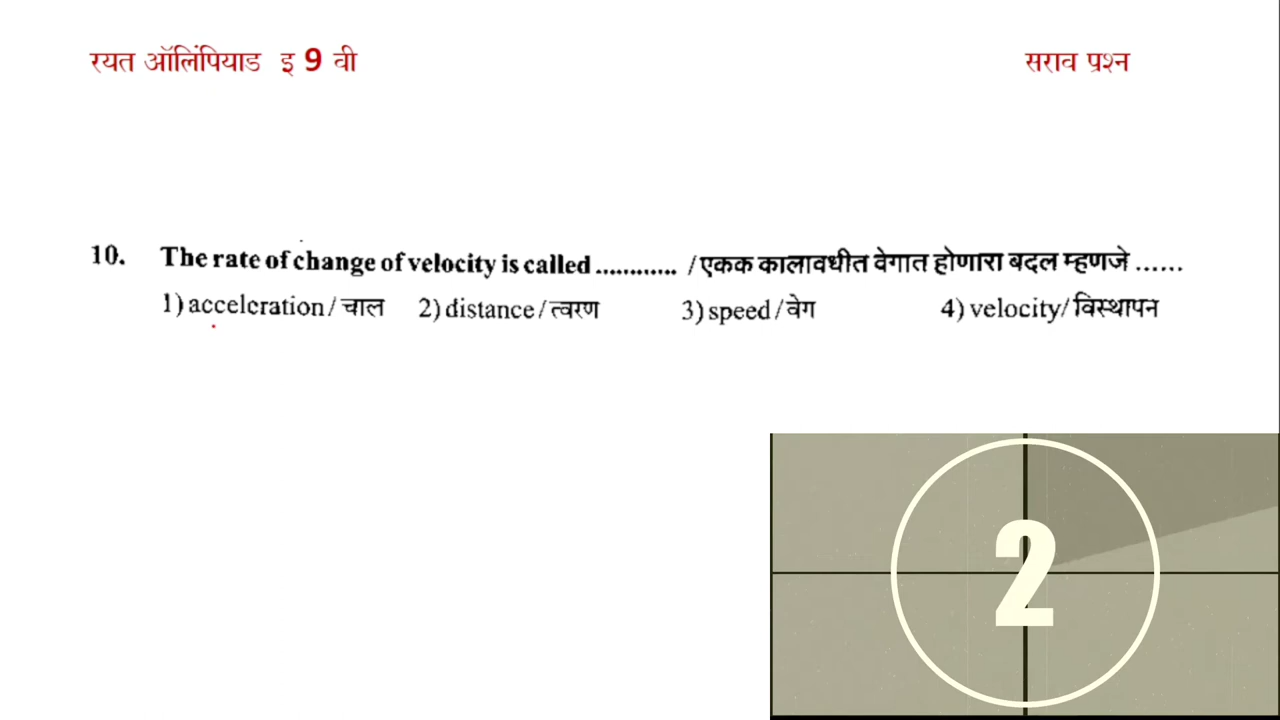 रयत ऑलिंपियाड इ 9 वी
सराव प्रश्न
10. The rate of change of velocity is called ............ / एकक कालावधीत वेगात होणारा बदल म्हणजे ......
1) acceleration / चाल 2) distance / त्वरण 3) speed / वेग 4) velocity/ विस्थापन
2